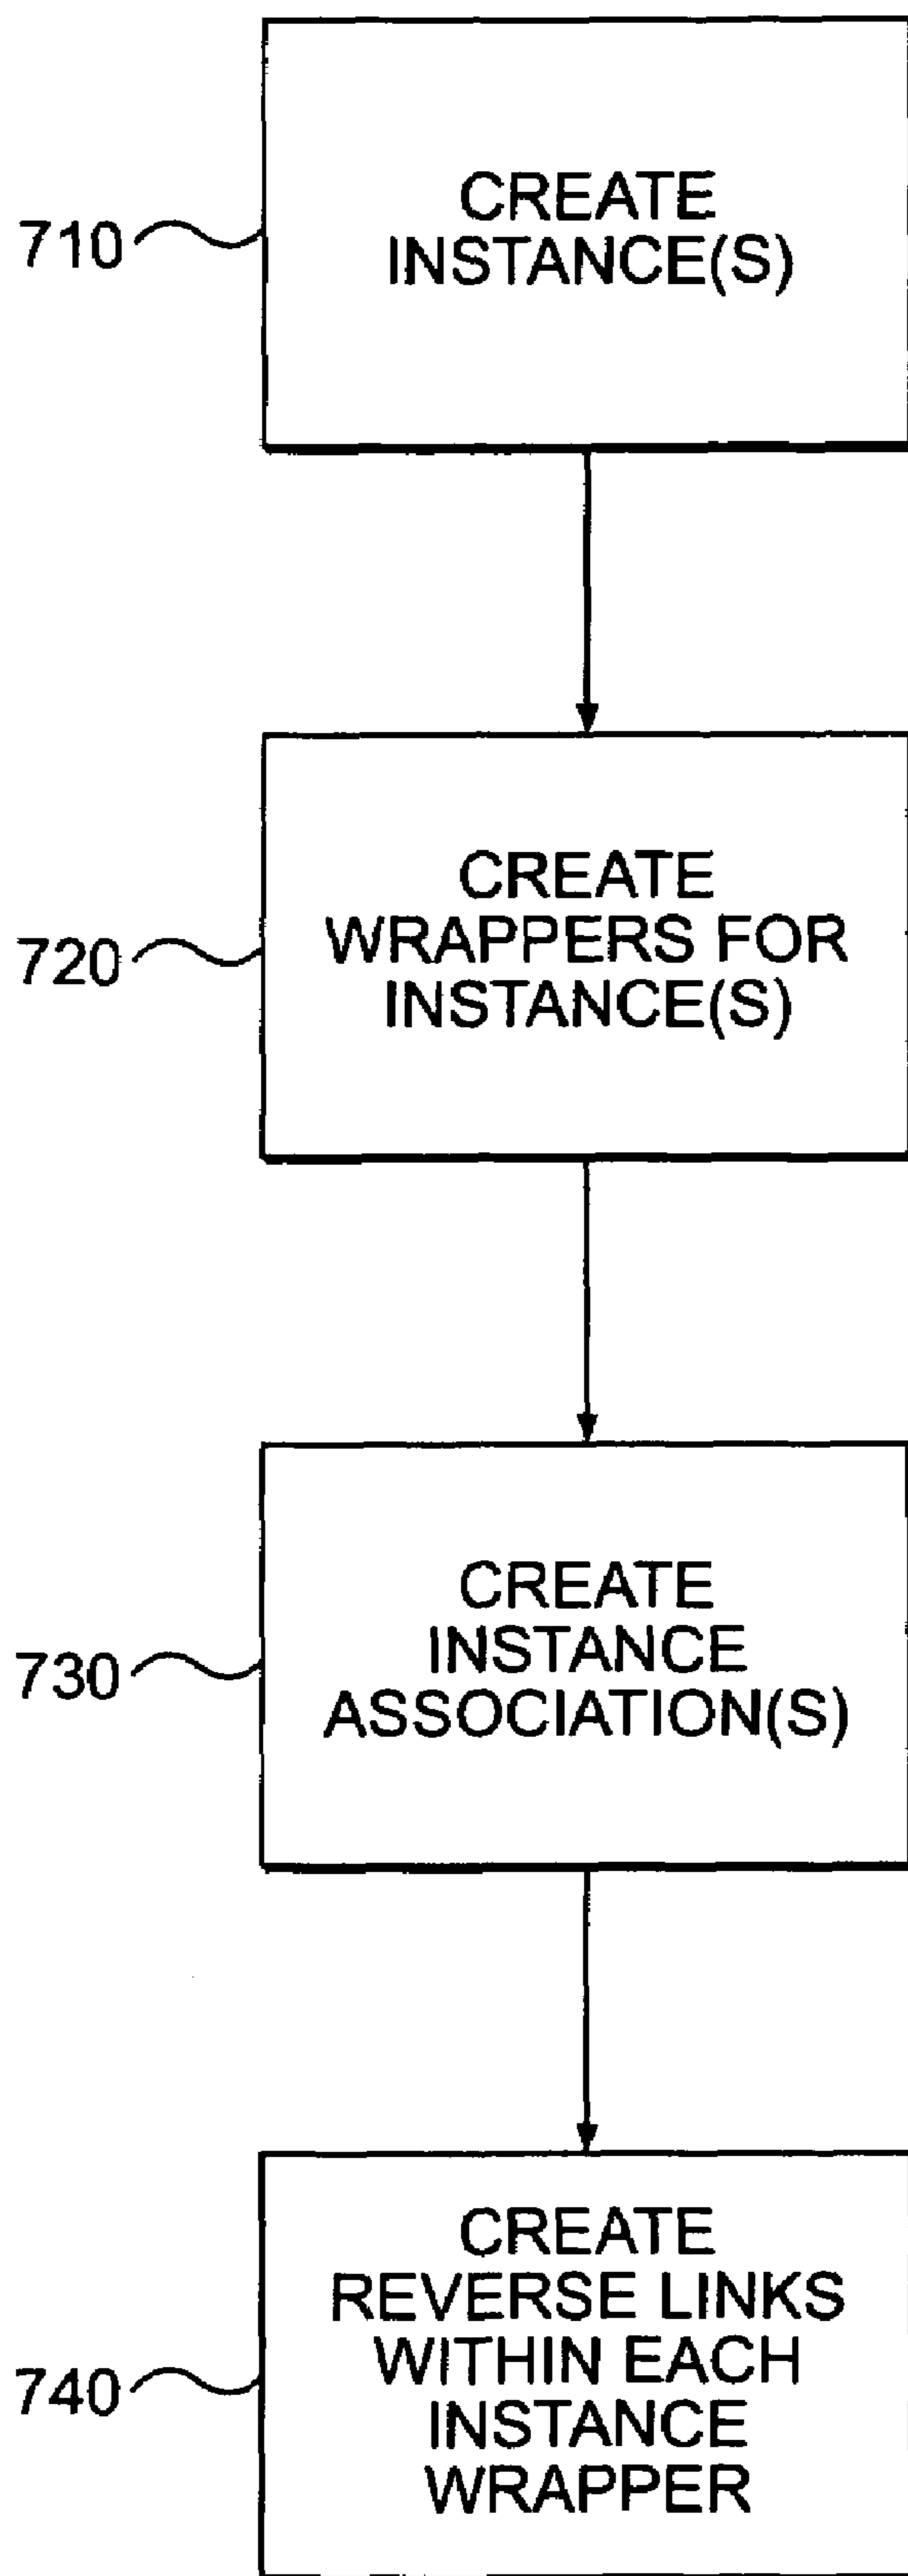 710
CREATE
INSTANCE(S)
720
CREATE
WRAPPERS FOR
INSTANCE(S)
730
CREATE
INSTANCE
ASSOCIATION(S)
740
CREATE
REVERSE LINKS
WITHIN EACH
INSTANCE
WRAPPER